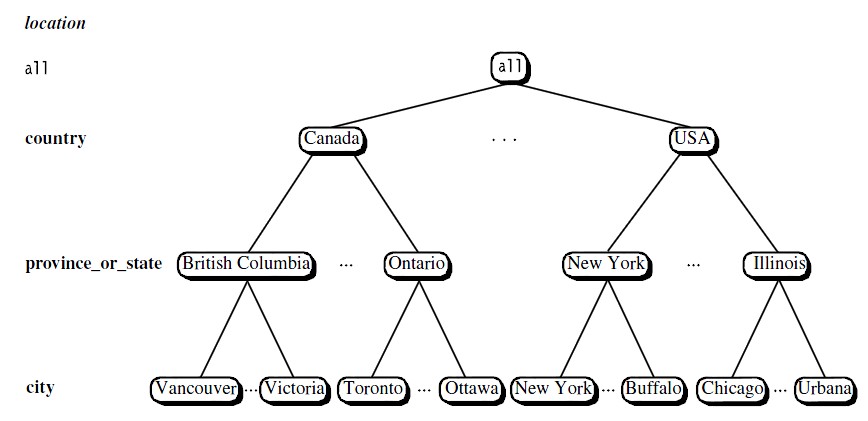 location
all all
country Canada ... USA
province_or_state British Columbia ... Ontario New York ... Illinois
city Vancouver ... Victoria Toronto ... Ottawa New York ... Buffalo Chicago ... Urbana